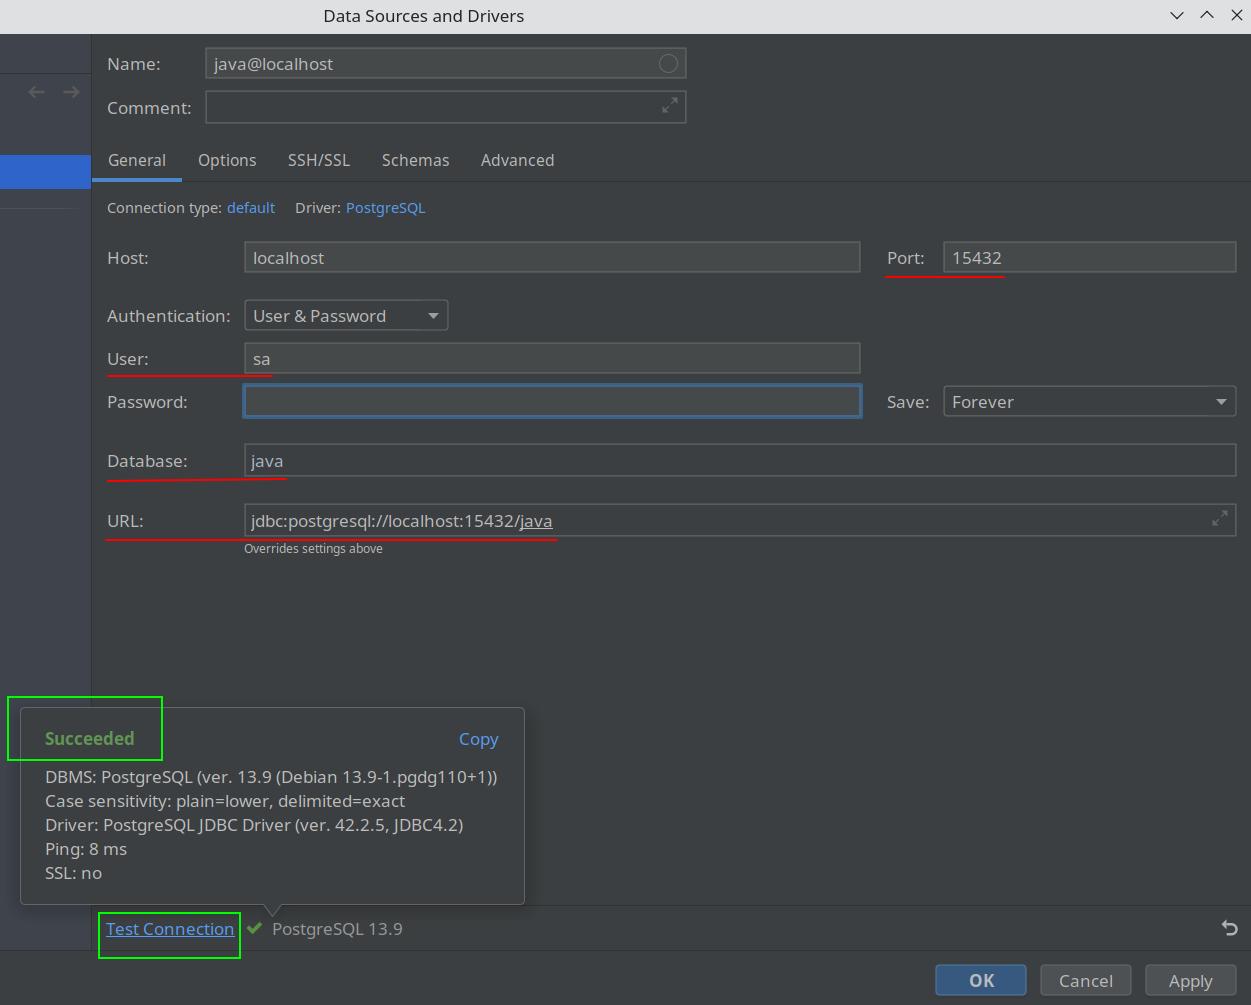 Data Sources and Drivers
Name: java@localhost
Comment:
General Options SSH/SSL Schemas Advanced
Connection type: default Driver: PostgreSQL
Host: localhost Port: 15432
Authentication: User & Password
User: sa
Password: Save: Forever
Database: java
URL: jdbc:postgresql://localhost:15432/java
Overrides settings above
Succeeded Copy
DBMS: PostgreSQL (ver. 13.9 (Debian 13.9-1.pgdg110+1))
Case sensitivity: plain=lower, delimited=exact
Driver: PostgreSQL JDBC Driver (ver. 42.2.5, JDBC4.2)
Ping: 8 ms
SSL: no
Test Connection PostgreSQL 13.9
OK Cancel Apply